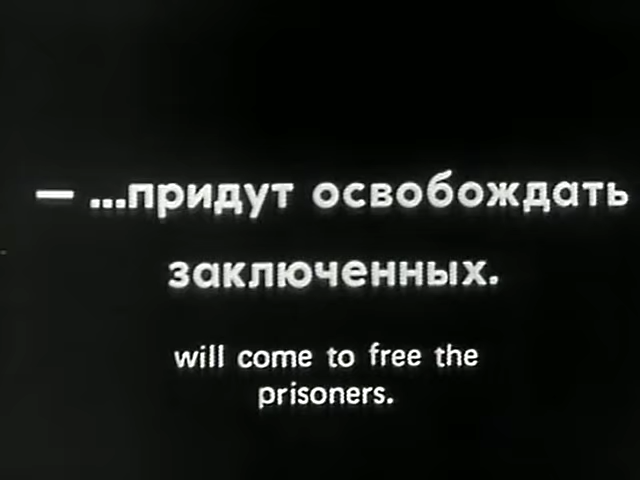 — ...придут освобождать
заключенных.
will come to free the
prisoners.